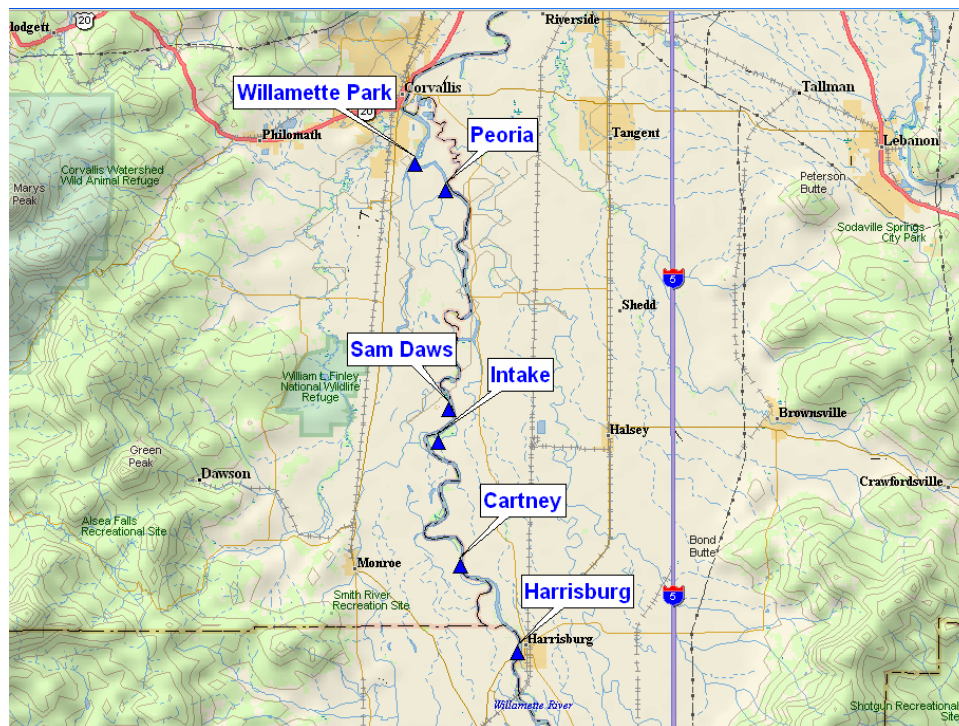 Hodgett
20
Riverside
Willamette Park
Corvallis
20
Tallman
Philomath
Peoria
Tangent
Lebanon
Corvallis Watershed
Wild Animal Refuge
Marys
Peak
Peterson
Butte
Sodaville Springs
City Park
5
Shedd
Sam Daws
Intake
William L. Finley
National Wildlife
Refuge
Brownsville
Halsey
Green
Peak
Dawson
Crawfordsville
Cartney
Alsea Falls
Recreational Site
Bond
Butte
Monroe
Smith River
Recreation Site
Harrisburg
5
Harrisburg
Willamette River
Shotgun Recreational
Site